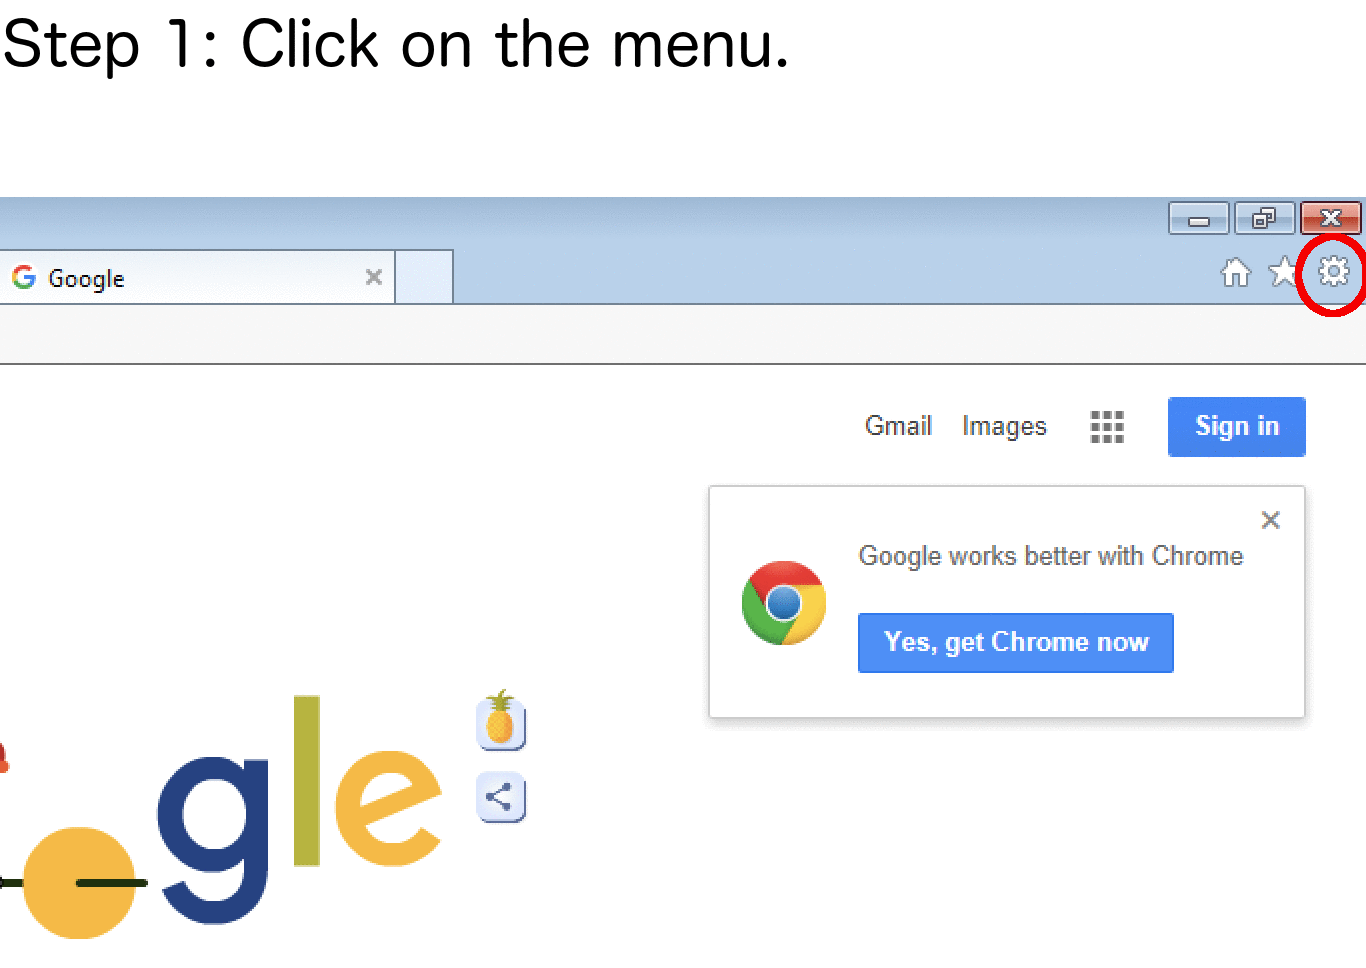 Step 1: Click on the menu.
Google
Gmail Images Sign in
Google works better with Chrome
Yes, get Chrome now
gle